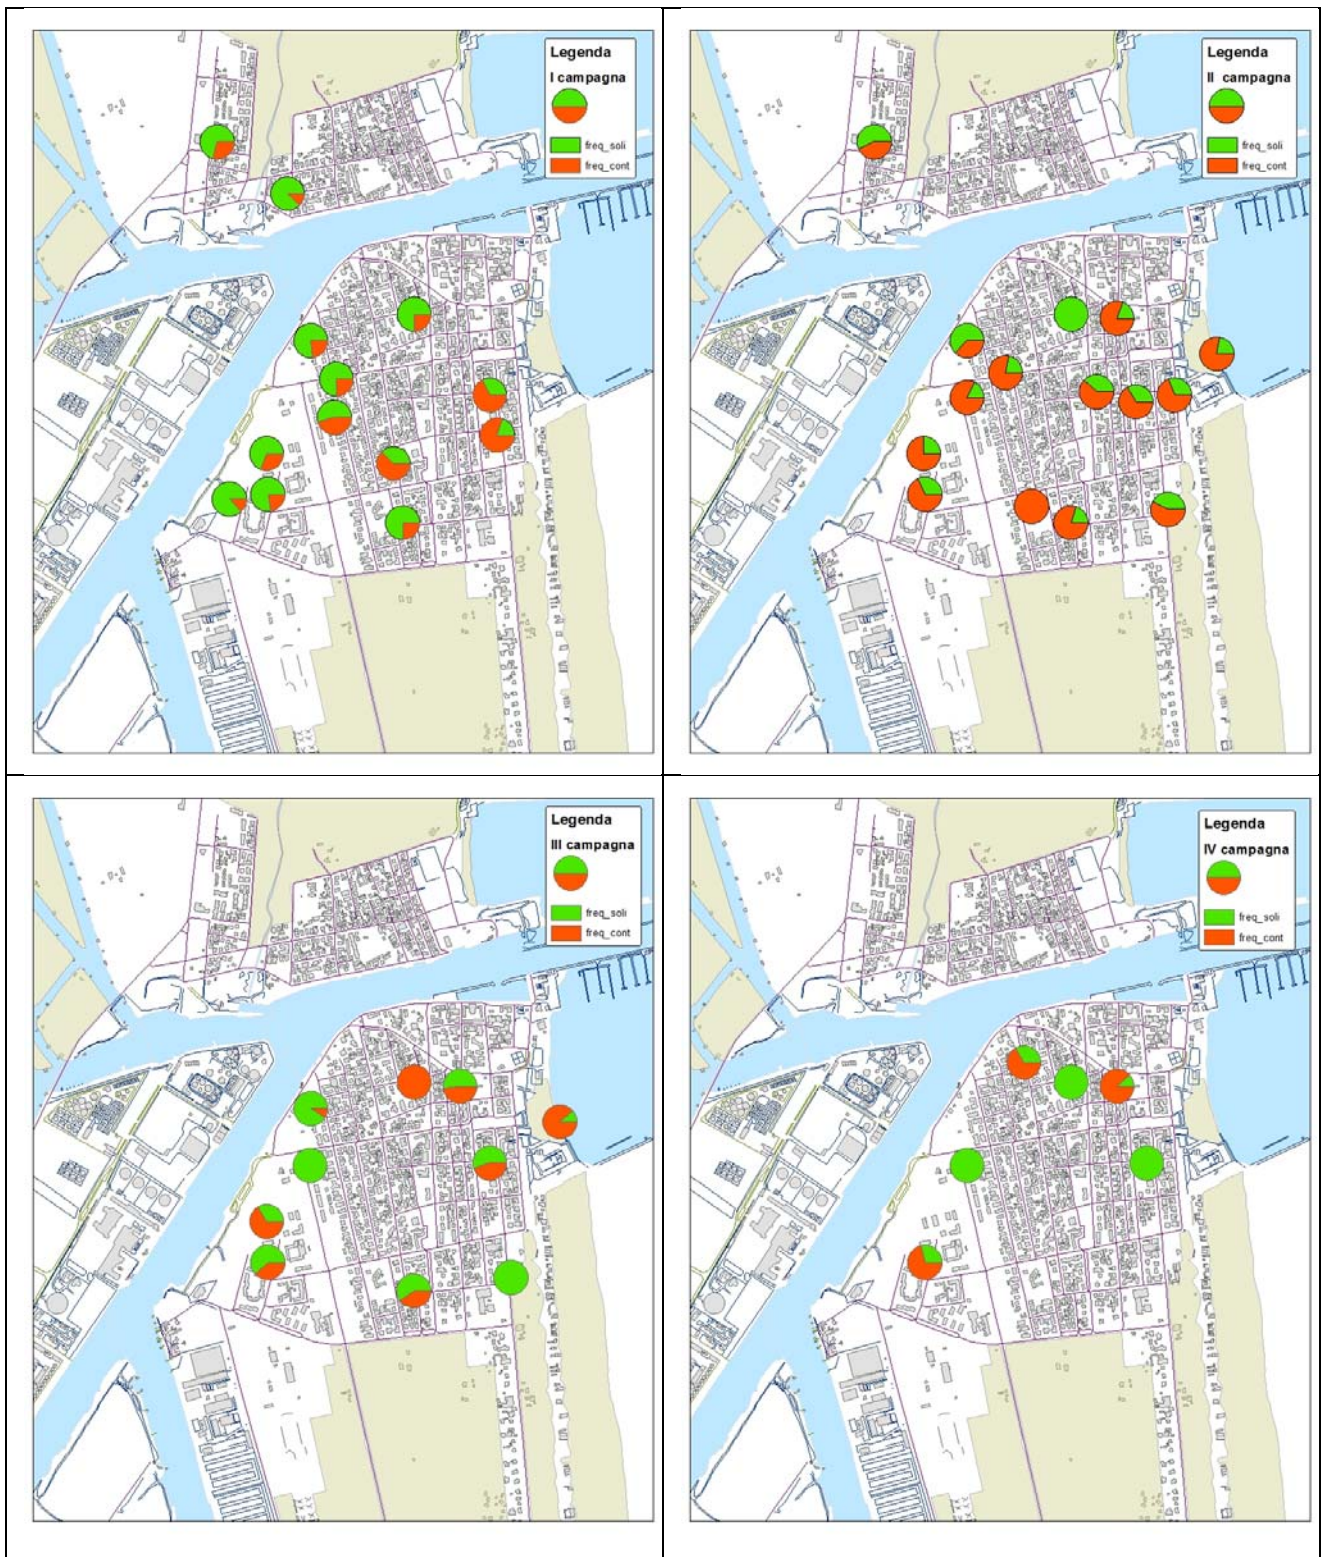 Legenda
I campagna
freq_soli
freq_cont
Legenda
II campagna
freq_soli
freq_cont
Legenda
III campagna
freq_soli
freq_cont
Legenda
IV campagna
freq_soli
freq_cont